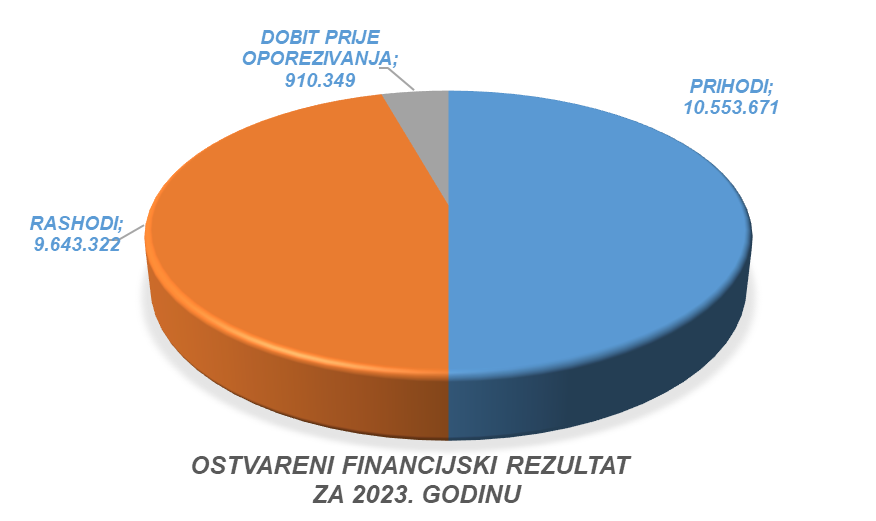 DOBIT PRIJE
OPOREZIVANJA;
910.349
PRIHODI;
10.553.671
RASHODI;
9.643.322
OSTVARENI FINANCIJSKI REZULTAT
ZA 2023. GODINU